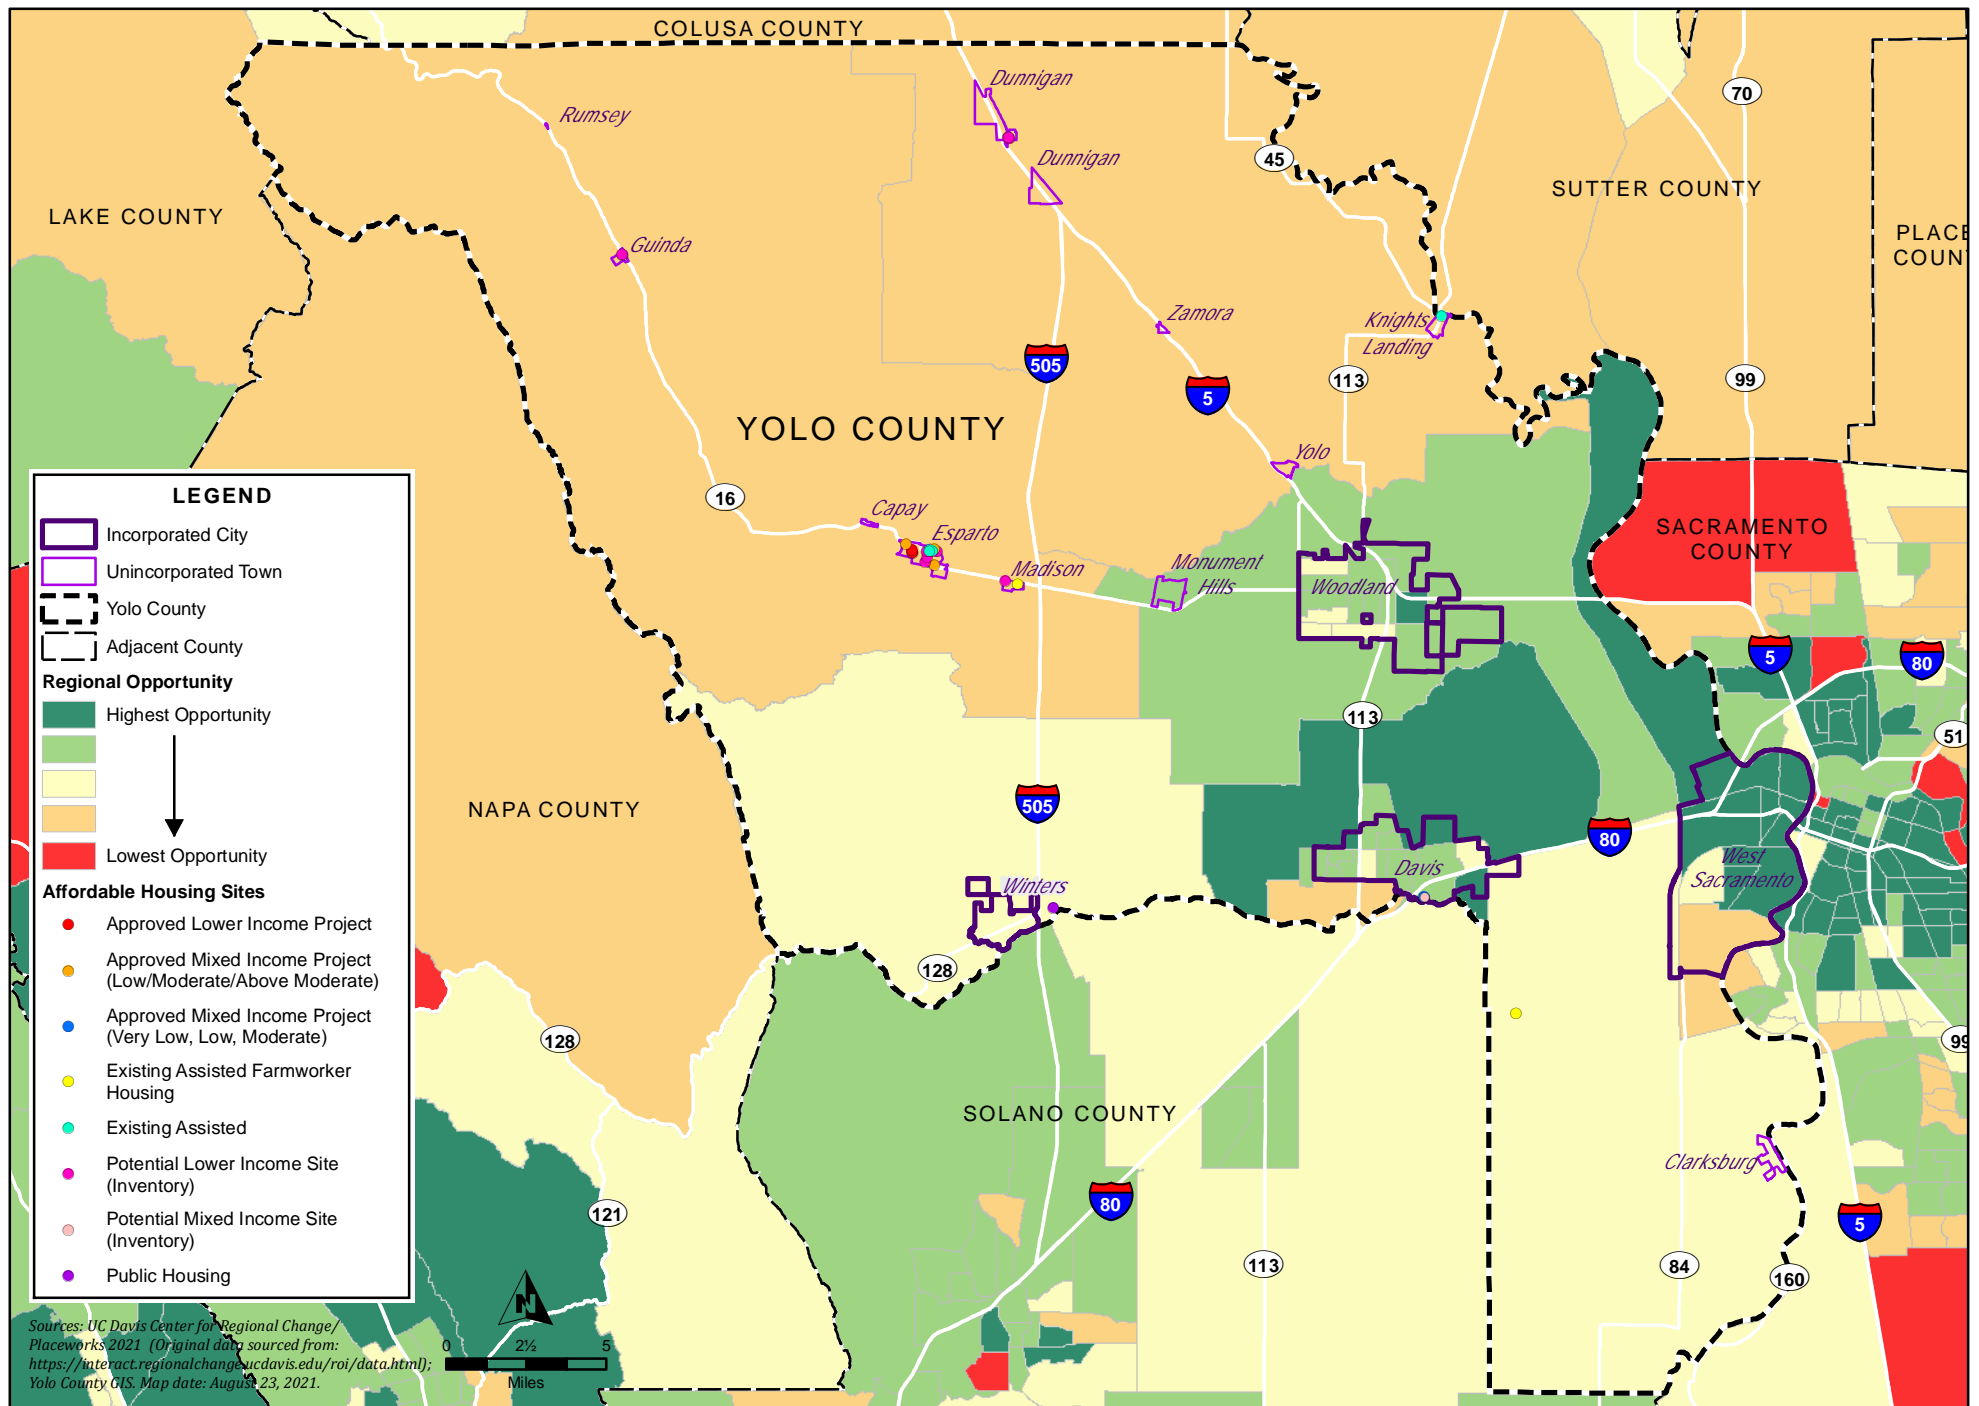 COLUSA COUNTY
Dunnigan
70
Rumsey
45
Dunnigan
SUTTER COUNTY
LAKE COUNTY
PLACE
COUN
Guinda
Zamora
Knights
Landing
505
113
99
5
YOLO COUNTY
Yolo
16
Capay
Esparto
SACRAMENTO
COUNTY
Madison
Monument
Hills
Woodland
5
80
113
51
505
NAPA COUNTY
80
Davis
West
Sacramento
Winters
128
128
99
SOLANO COUNTY
Clarksburg
80
121
5
113
84
160
LEGEND
Incorporated City
Unincorporated Town
Yolo County
Adjacent County
Regional Opportunity
Highest Opportunity
Lowest Opportunity
Affordable Housing Sites
Approved Lower Income Project
Approved Mixed Income Project
(Low/Moderate/Above Moderate)
Approved Mixed Income Project
(Very Low, Low, Moderate)
Existing Assisted Farmworker
Housing
Existing Assisted
Potential Lower Income Site
(Inventory)
Potential Mixed Income Site
(Inventory)
Public Housing
N
0 2½ 5
Miles
Sources: UC Davis Center for Regional Change/
Placeworks 2021 (Original data sourced from:
https://interact.regionalchange.ucdavis.edu/roi/data.html);
Yolo County GIS. Map date: August 23, 2021.